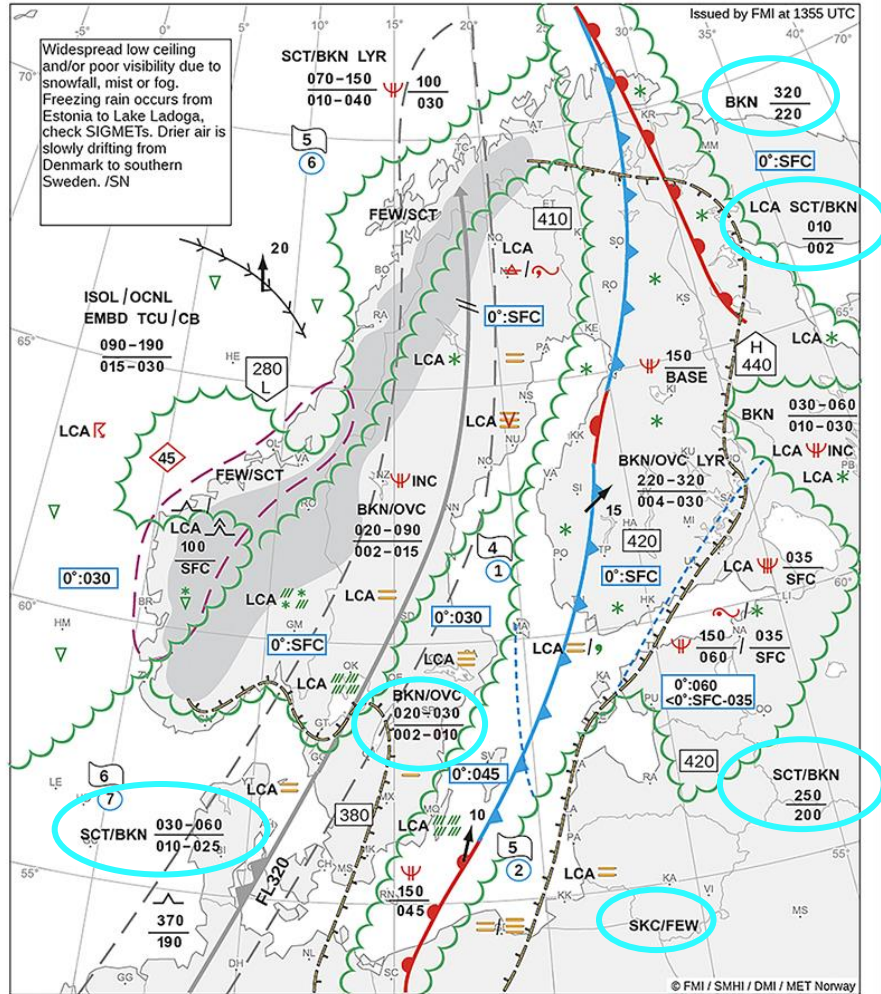 Issued by FMI at 1355 UTC
Widespread low ceiling
and/or poor visibility due to
snowfall, mist or fog.
Freezing rain occurs from
Estonia to Lake Ladoga,
check SIGMETs. Drier air is
slowly drifting from
Denmark to southern
Sweden. /SN
SCT/BKN LYR
070-150
010-040
100
030
5
6
BKN 320
220
0°:SFC
LCA SCT/BKN
010
002
FEW/SCT
410
LCA
20
ISOL/OCNL
EMBD TCU/CB
090-190
015-030
0°:SFC
280
L
LCA
150
BASE
H
440
LCA
BKN 030-060
010-030
LCA INC
LCA
LCA
LCA
45
FEW/SCT
INC
BKN/OVC
020-090
002-015
BKN/OVC LYR
220-320
004-030
15
420
LCA
100
SFC
4
1
0°:SFC
LCA 035
SFC
0°:030
LCA
LCA
0°:030
0°:SFC
LCA
LCA
LCA
150
060
/
035
SFC
0°:060
<0°:SFC-035
BKN/OVC
020-030
002-010
0°:045
420
SCT/BKN
250
200
6
7
SCT/BKN 030-060
010-025
LCA
380
LCA
10
5
2
FL320
370
190
150
045
LCA
SKC/FEW
© FMI / SMHI / DMI / MET Norway